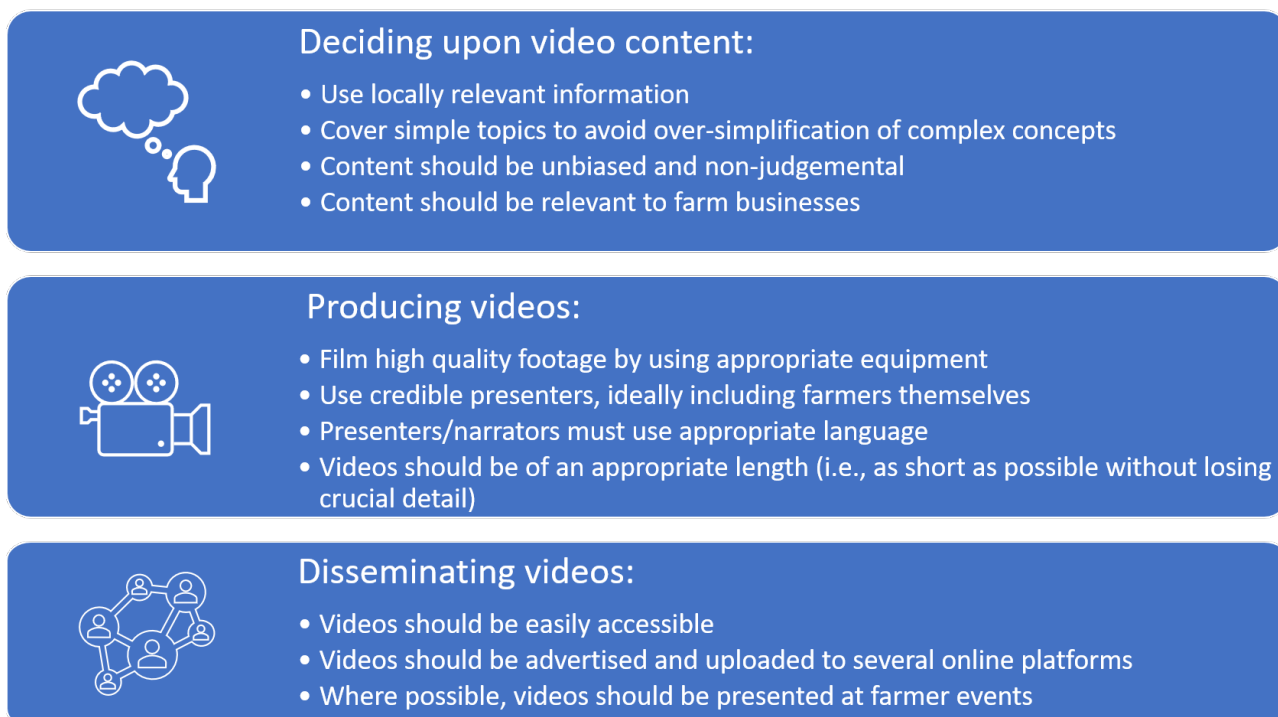 Deciding upon video content:
• Use locally relevant information
• Cover simple topics to avoid over-simplification of complex concepts
• Content should be unbiased and non-judgemental
• Content should be relevant to farm businesses
Producing videos:
• Film high quality footage by using appropriate equipment
• Use credible presenters, ideally including farmers themselves
• Presenters/narrators must use appropriate language
• Videos should be of an appropriate length (i.e., as short as possible without losing
crucial detail)
Disseminating videos:
• Videos should be easily accessible
• Videos should be advertised and uploaded to several online platforms
• Where possible, videos should be presented at farmer events